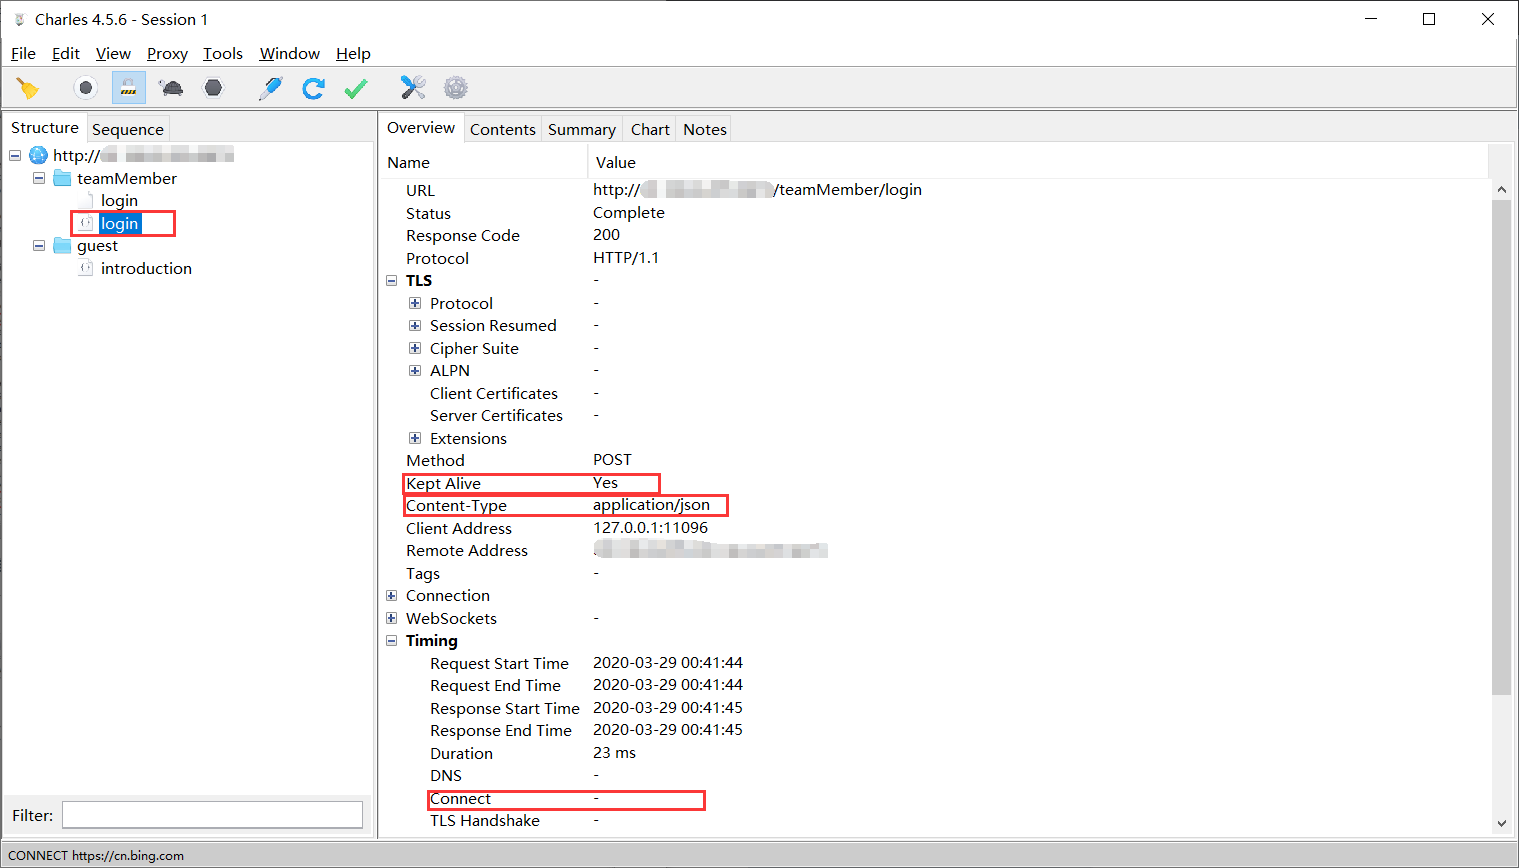 Charles 4.5.6 - Session 1
File Edit View Proxy Tools Window Help
Structure Sequence
http://
teamMember
login
login
guest
introduction
Filter:
Overview Contents Summary Chart Notes
Name Value
URL http:// /teamMember/login
Status Complete
Response Code 200
Protocol HTTP/1.1
TLS -
Protocol -
Session Resumed -
Cipher Suite -
ALPN -
Client Certificates -
Server Certificates -
Extensions
Method POST
Kept Alive Yes
Content-Type application/json
Client Address 127.0.0.1:11096
Remote Address
Tags -
Connection
WebSockets -
Timing
Request Start Time 2020-03-29 00:41:44
Request End Time 2020-03-29 00:41:44
Response Start Time 2020-03-29 00:41:45
Response End Time 2020-03-29 00:41:45
Duration 23 ms
DNS -
Connect -
TLS Handshake -
CONNECT https://cn.bing.com